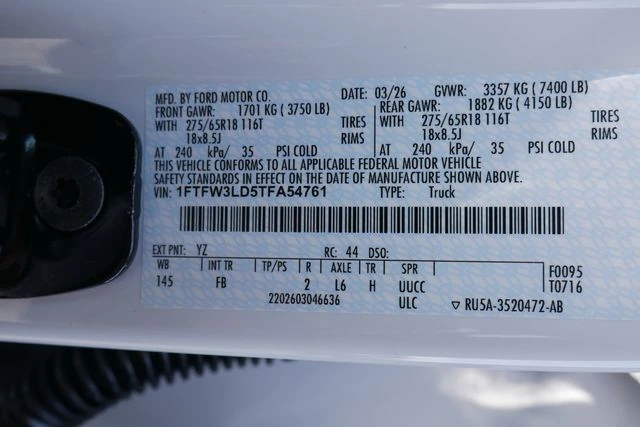 MFD. BY FORD MOTOR CO. DATE: 03/26 GVWR: 3357 KG ( 7400 LB)
FRONT GAWR: 1701 KG ( 3750 LB) REAR GAWR: 1882 KG ( 4150 LB)
WITH 275/65R18 116T TIRES WITH 275/65R18 116T TIRES
18x8.5J RIMS 18x8.5J RIMS
AT 240 kPa/ 35 PSI COLD AT 240 kPa/ 35 PSI COLD
THIS VEHICLE CONFORMS TO ALL APPLICABLE FEDERAL MOTOR VEHICLE
SAFETY STANDARDS IN EFFECT ON THE DATE OF MANUFACTURE SHOWN ABOVE.
VIN: 1FTFW3LD5TFA54761 TYPE: Truck
EXT PNT: YZ RC: 44 DSO:
WB INT TR TP/PS R AXLE TR SPR F0095
145 FB 2 L6 H UUCC T0716
2202603046636 ULC ▽ RU5A-3520472-AB